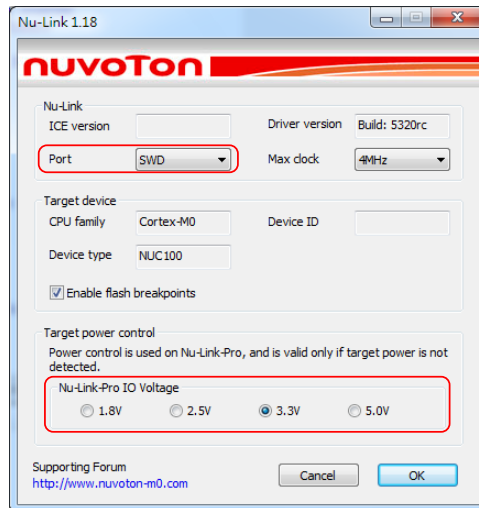 Nu-Link 1.18
nuvoTon
Nu-Link
ICE version Driver version Build: 5320rc
Port SWD Max clock 4MHz
Target device
CPU family Cortex-M0 Device ID
Device type NUC100
Enable flash breakpoints
Target power control
Power control is used on Nu-Link-Pro, and is valid only if target power is not
detected.
Nu-Link-Pro IO Voltage
1.8V 2.5V 3.3V 5.0V
Supporting Forum
http://www.nuvoton-m0.com
Cancel OK